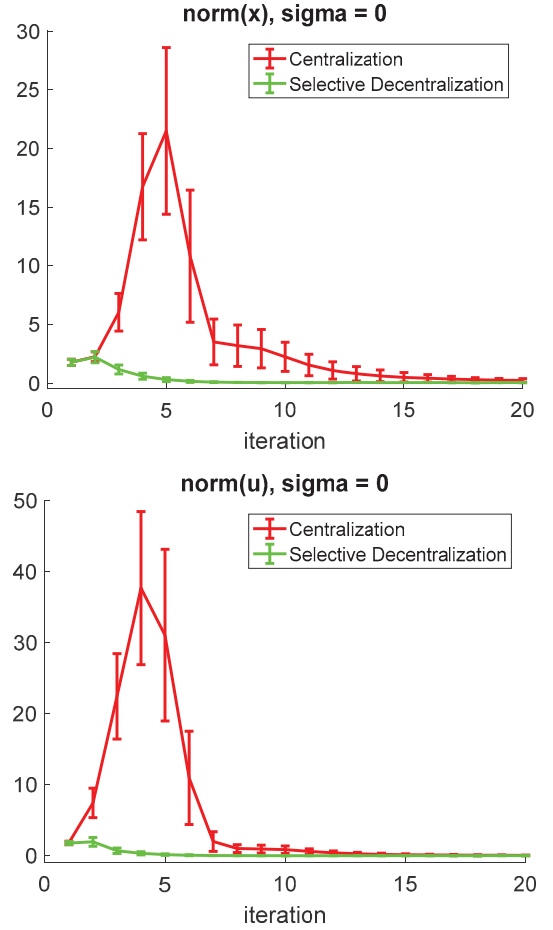 norm(x), sigma = 0
30
25
20
15
10
5
0
Centralization
Selective Decentralization
0 5 10 15 20
iteration
norm(u), sigma = 0
50
40
30
20
10
0
Centralization
Selective Decentralization
0 5 10 15 20
iteration